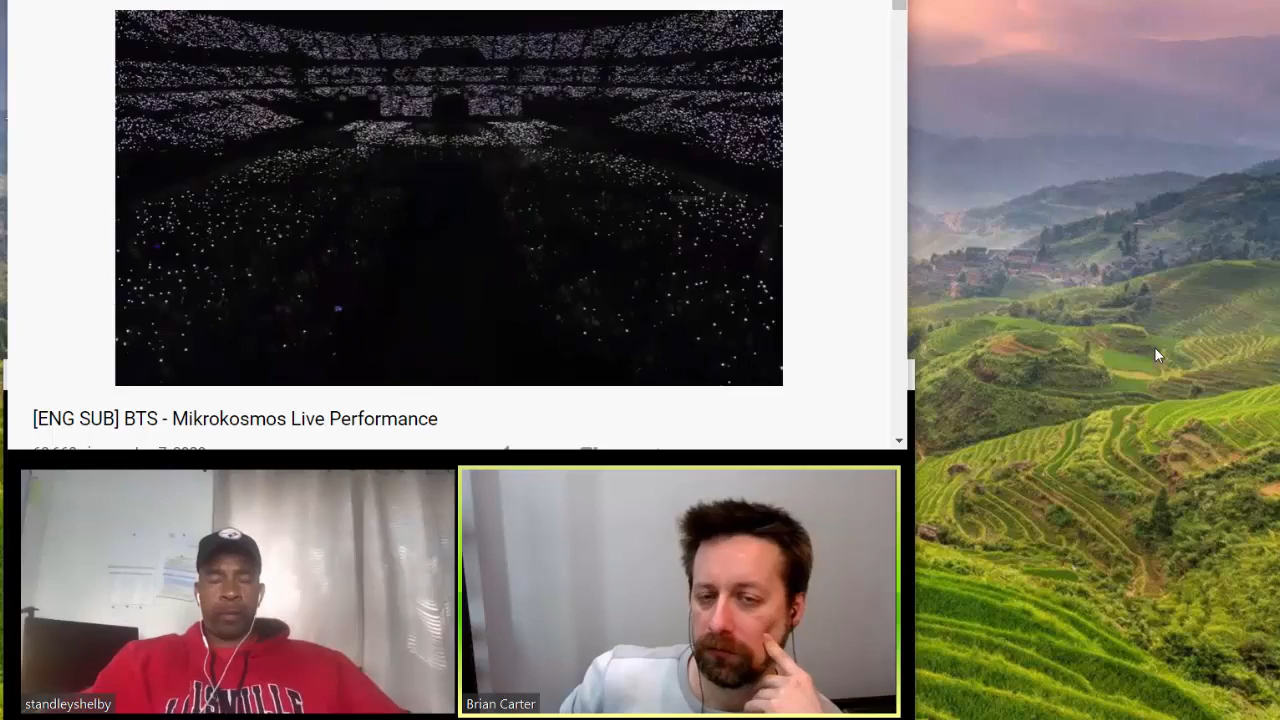 [ENG SUB] BTS - Mikrokosmos Live Performance
standleyshelby
Brian Carter